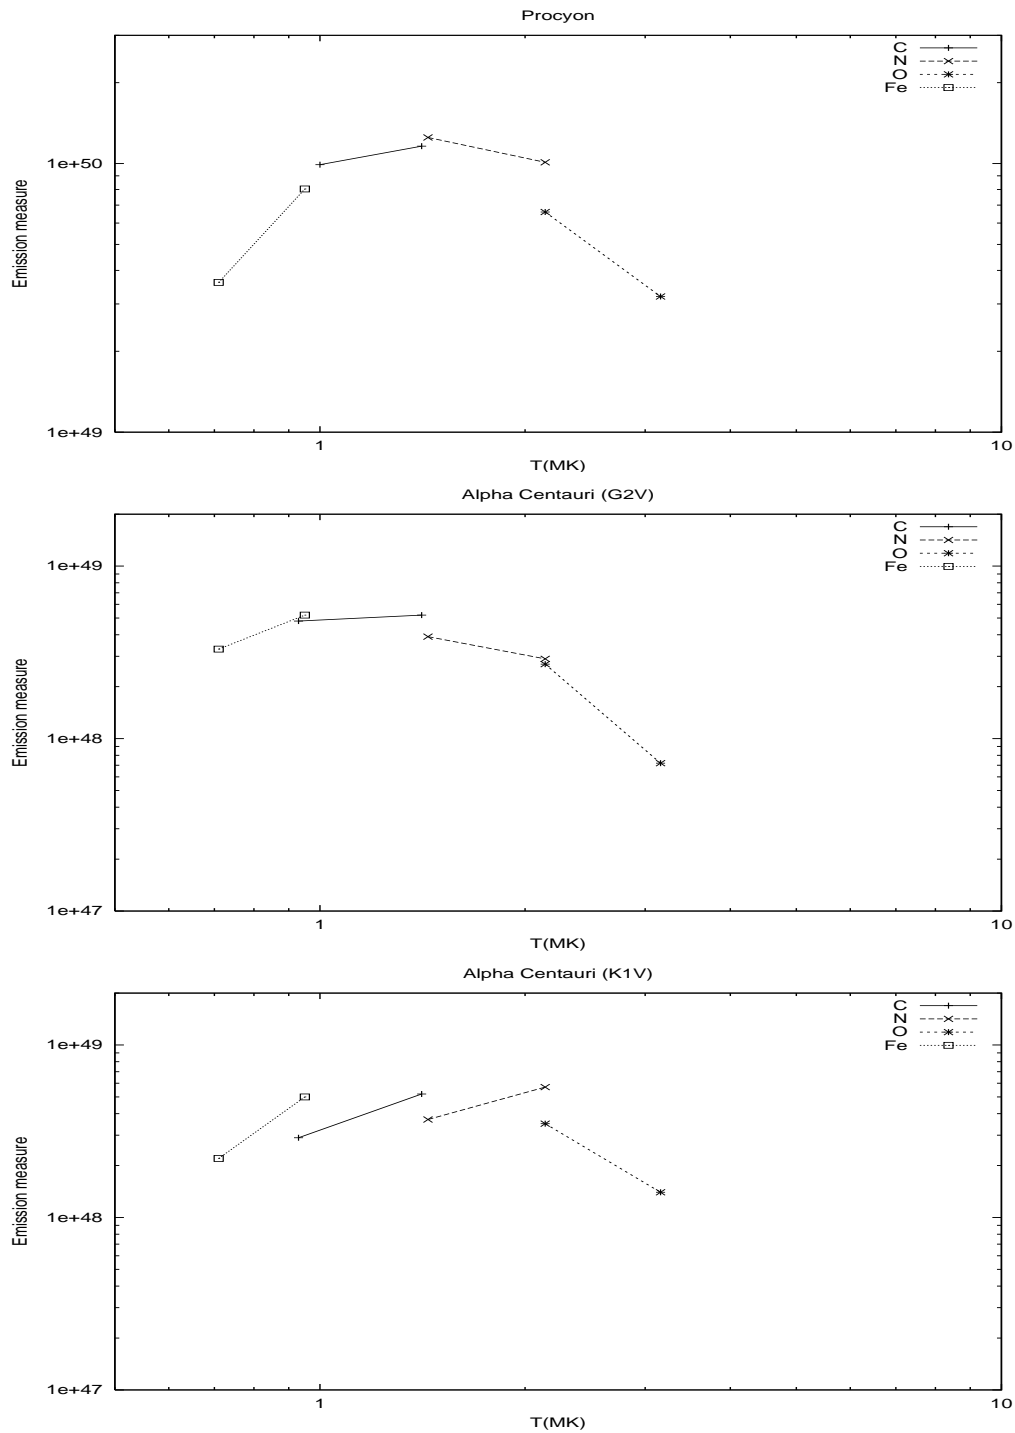 Procyon
C
N
O
Fe
1e+50
Emission measure
1e+49
1 10
T(MK)
Alpha Centauri (G2V)
C
N
O
Fe
1e+49
Emission measure
1e+48
1e+47
1 10
T(MK)
Alpha Centauri (K1V)
C
N
O
Fe
1e+49
Emission measure
1e+48
1e+47
1 10
T(MK)